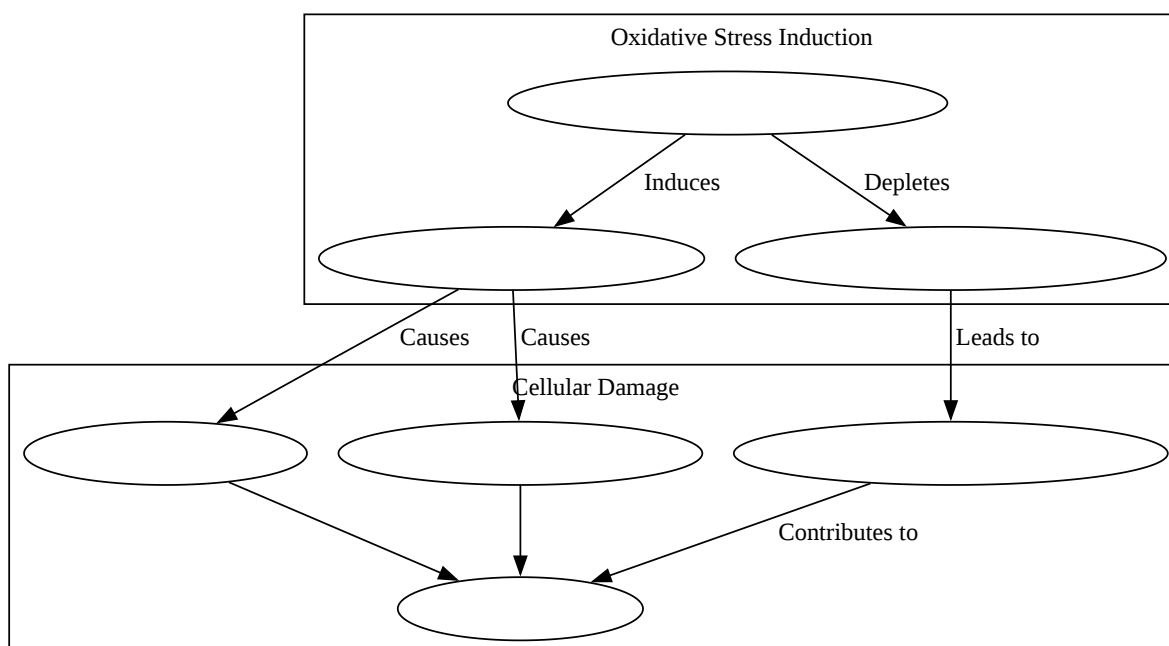 Oxidative Stress Induction
Induces
Depletes
Causes
Causes
Leads to
Cellular Damage
Contributes to